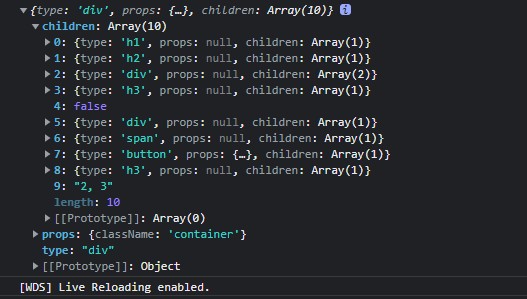 {type: 'div', props: {…}, children: Array(10)} i
children: Array(10)
0: {type: 'h1', props: null, children: Array(1)}
1: {type: 'h2', props: null, children: Array(1)}
2: {type: 'div', props: null, children: Array(2)}
3: {type: 'h3', props: null, children: Array(1)}
4: false
5: {type: 'div', props: null, children: Array(1)}
6: {type: 'span', props: null, children: Array(1)}
7: {type: 'button', props: {…}, children: Array(1)}
8: {type: 'h3', props: null, children: Array(1)}
9: "2, 3"
length: 10
[[Prototype]]: Array(0)
props: {className: 'container'}
type: "div"
[[Prototype]]: Object
[WDS] Live Reloading enabled.